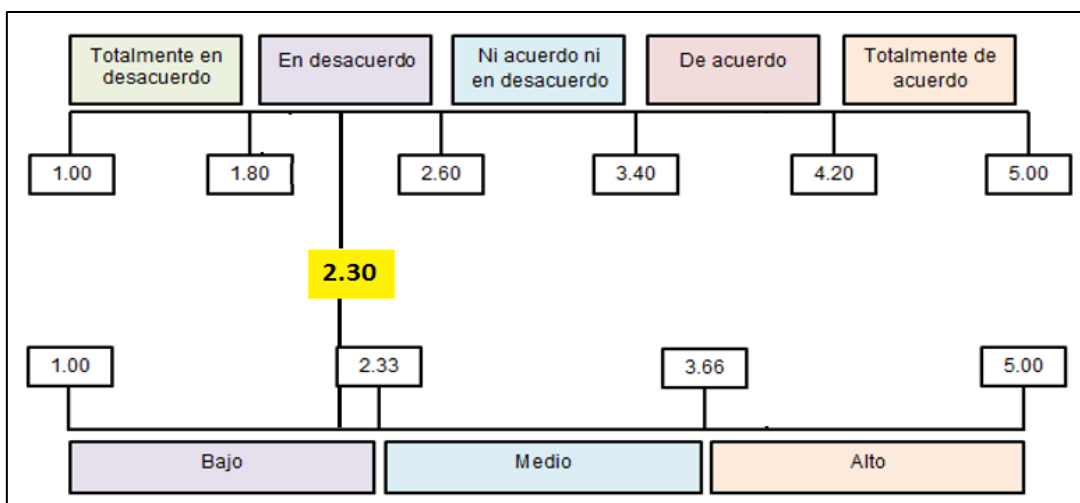 Totalmente en
desacuerdo
En desacuerdo
Ni acuerdo ni
en desacuerdo
De acuerdo
Totalmente de
acuerdo
1.00
1.80
2.60
3.40
4.20
5.00
2.30
1.00
2.33
3.66
5.00
Bajo
Medio
Alto